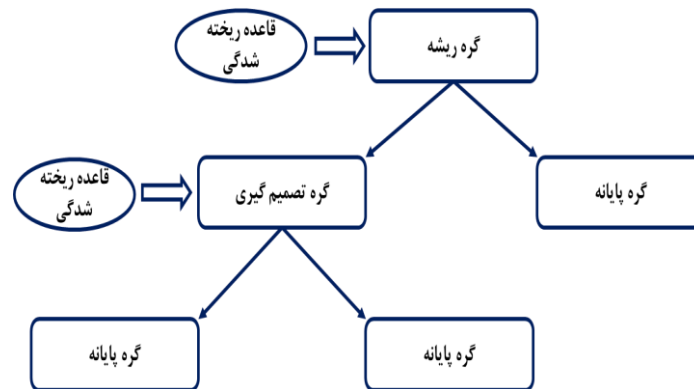 قاعده ریخته
شدگی
گره ریشه
قاعده ریخته
شدگی
گره تصمیم گیری
گره پایانه
گره پایانه
گره پایانه